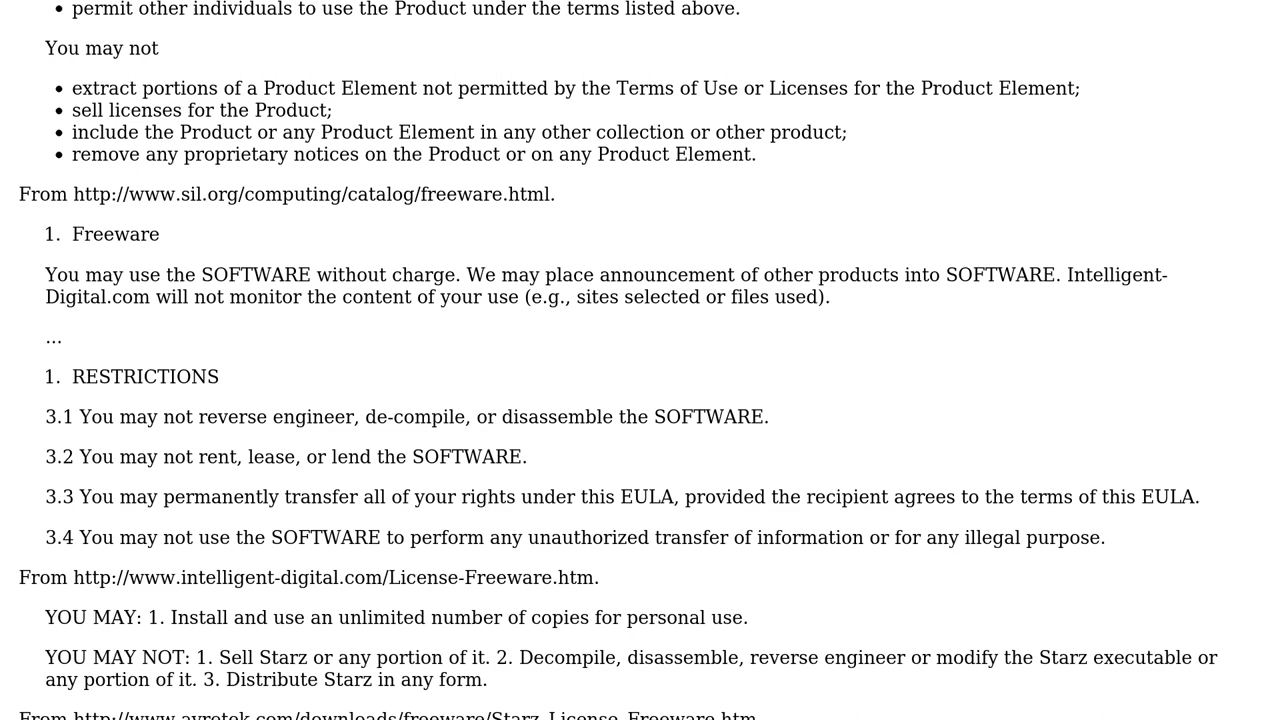 • permit other individuals to use the Product under the terms listed above.
You may not
• extract portions of a Product Element not permitted by the Terms of Use or Licenses for the Product Element;
• sell licenses for the Product;
• include the Product or any Product Element in any other collection or other product;
• remove any proprietary notices on the Product or on any Product Element.
From http://www.sil.org/computing/catalog/freeware.html.
1. Freeware
You may use the SOFTWARE without charge. We may place announcement of other products into SOFTWARE. Intelligent-
Digital.com will not monitor the content of your use (e.g., sites selected or files used).
...
1. RESTRICTIONS
3.1 You may not reverse engineer, de-compile, or disassemble the SOFTWARE.
3.2 You may not rent, lease, or lend the SOFTWARE.
3.3 You may permanently transfer all of your rights under this EULA, provided the recipient agrees to the terms of this EULA.
3.4 You may not use the SOFTWARE to perform any unauthorized transfer of information or for any illegal purpose.
From http://www.intelligent-digital.com/License-Freeware.htm.
YOU MAY: 1. Install and use an unlimited number of copies for personal use.
YOU MAY NOT: 1. Sell Starz or any portion of it. 2. Decompile, disassemble, reverse engineer or modify the Starz executable or
any portion of it. 3. Distribute Starz in any form.
From http://www.avrotek.com/downloads/freeware/Starz_License_Freeware.htm